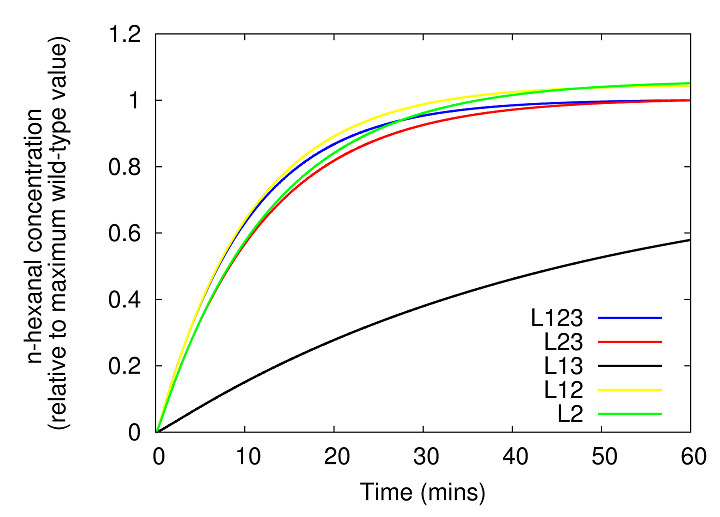 n-hexanal concentration
(relative to maximum wild-type value)
1.2
1
0.8
0.6
0.4
0.2
0
L123
L23
L13
L12
L2
0 10 20 30 40 50 60
Time (mins)